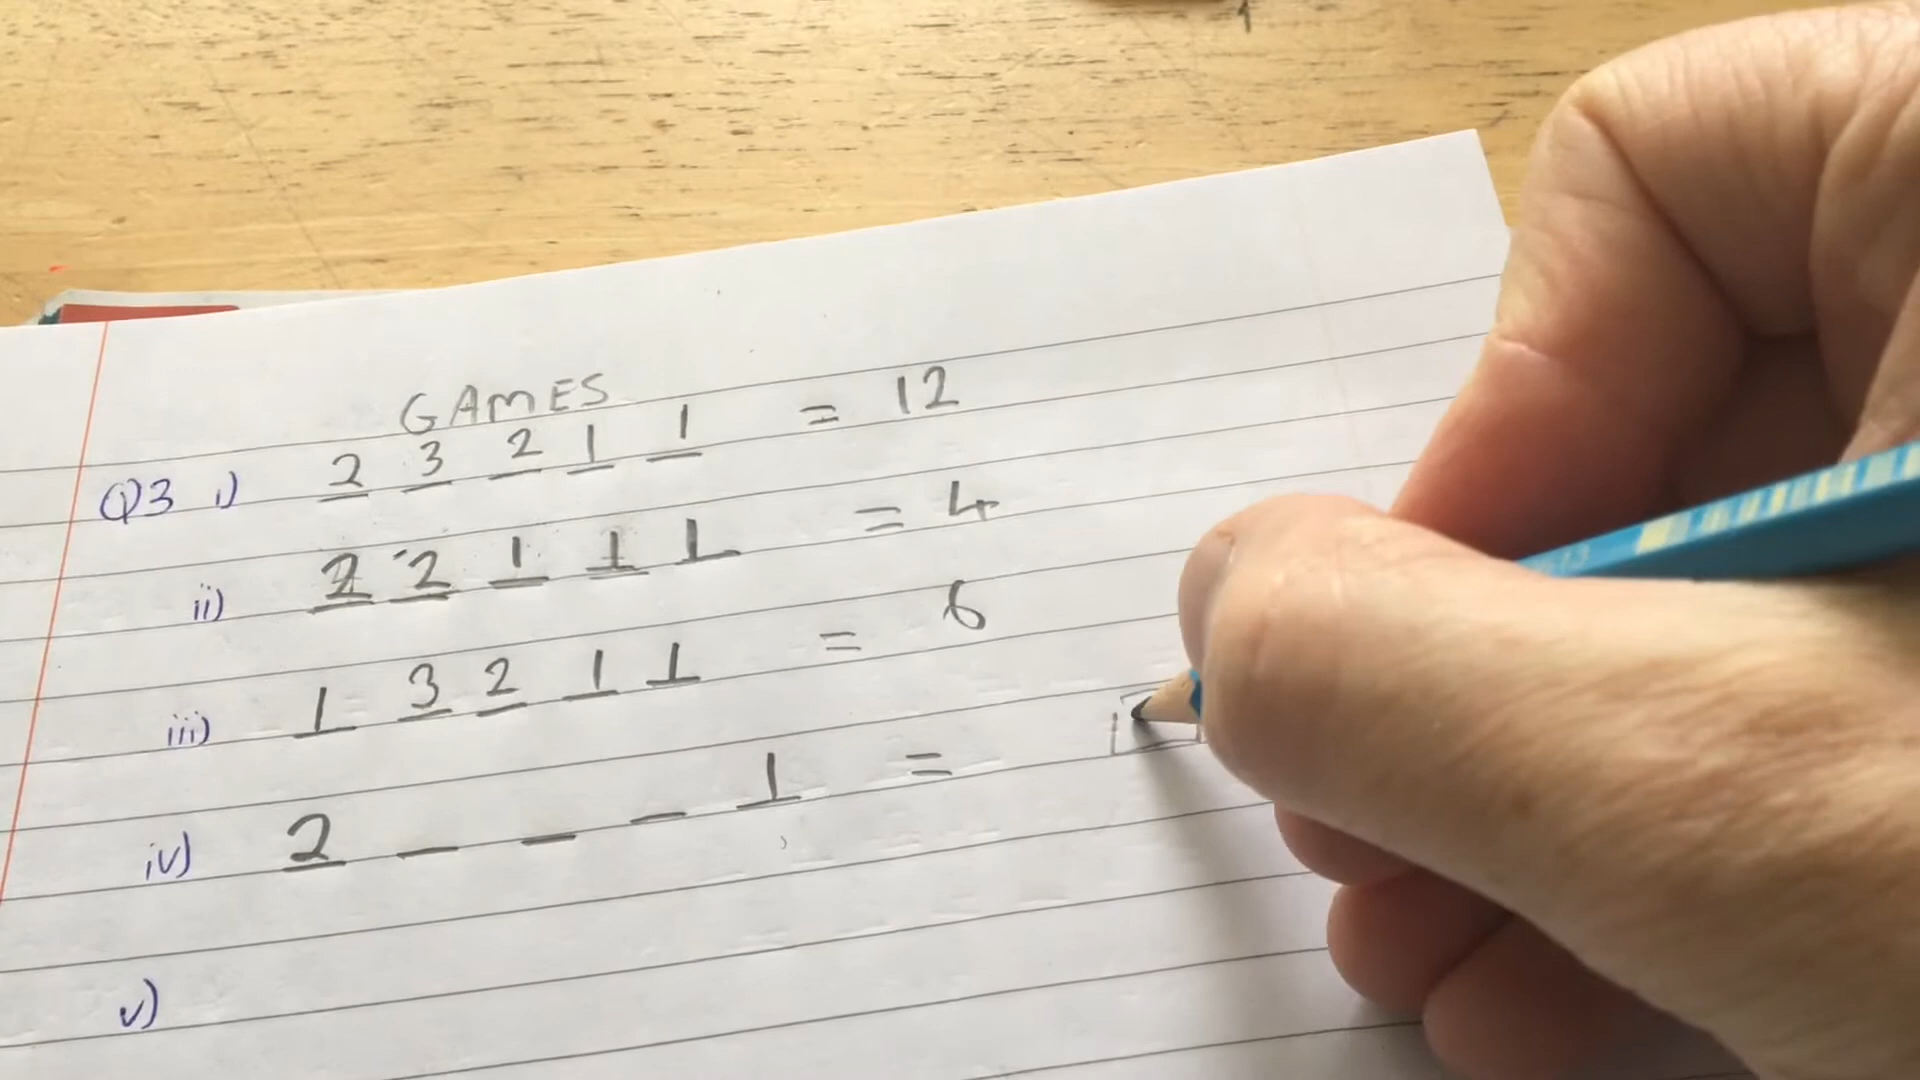 GAMES
Q3 i) 2 3 2 1 1 = 12
ii) 2 2 1 1 1 = 4
iii) 1 3 2 1 1 = 6
iv) 2 _ _ _ 1 =
v)